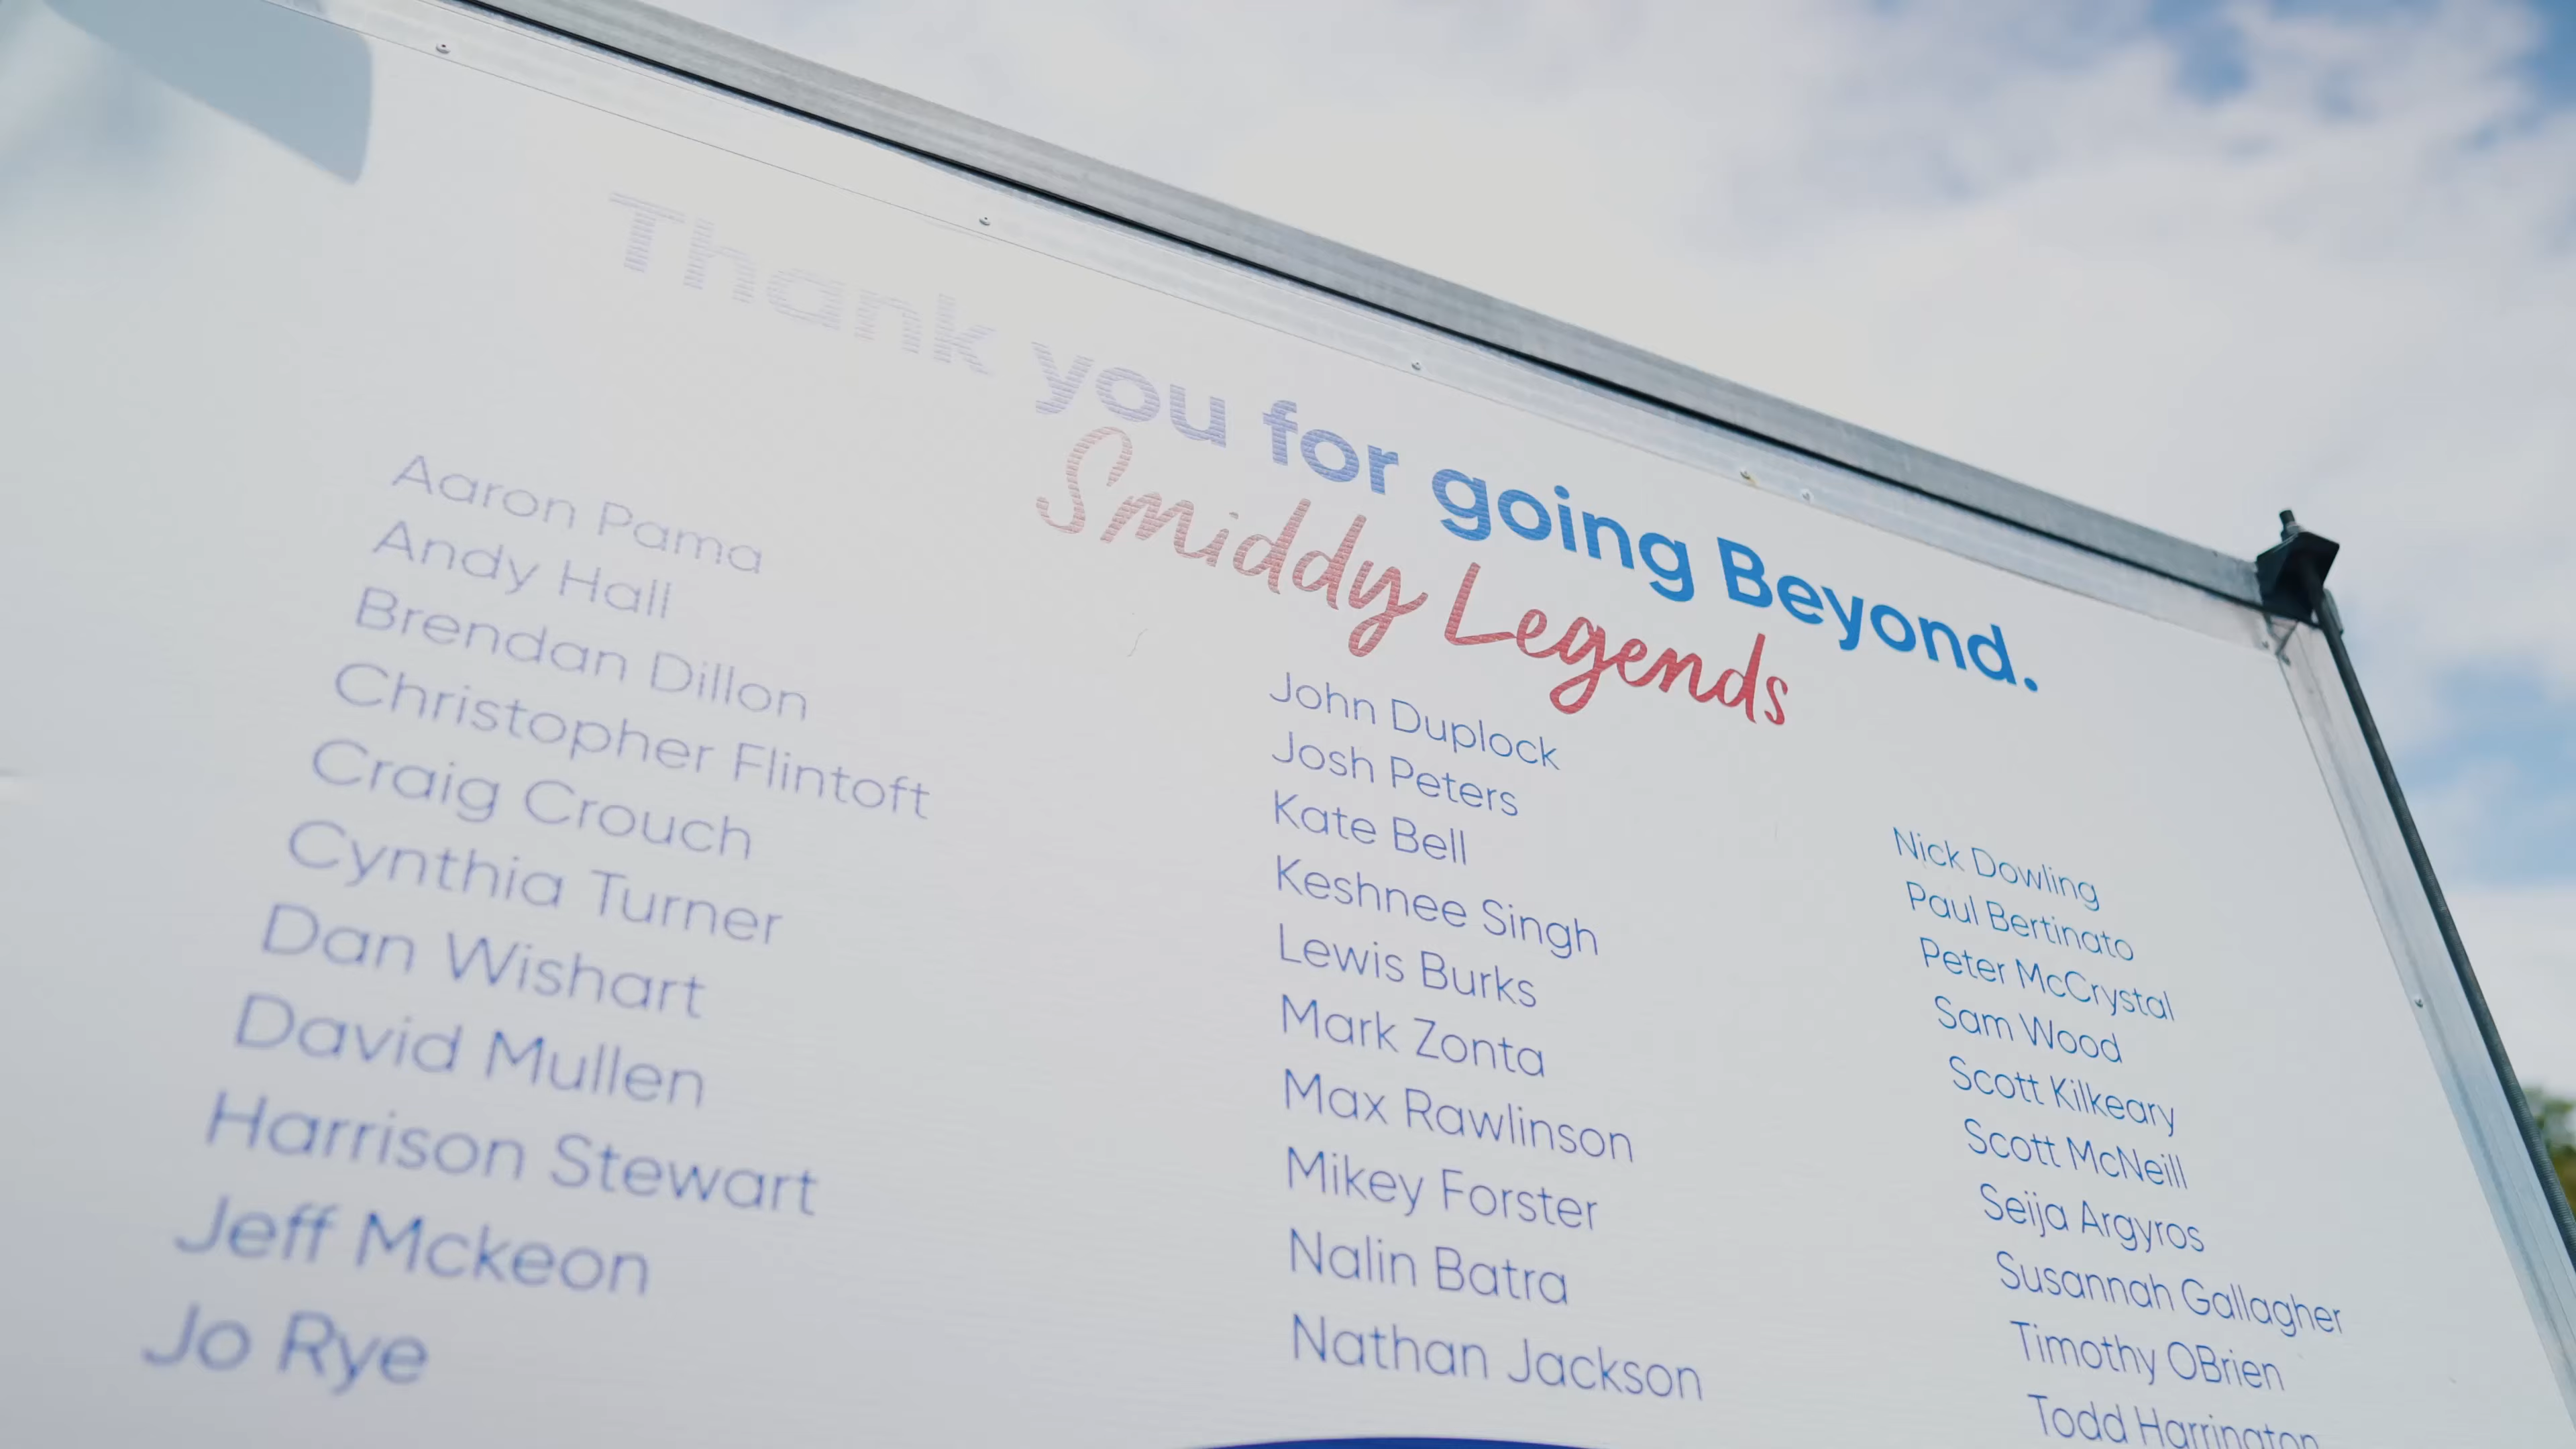 Thank you for going Beyond.
Smiddy Legends
Aaron Pama
Andy Hall
Brendan Dillon
Christopher Flintoft
Craig Crouch
Cynthia Turner
Dan Wishart
David Mullen
Harrison Stewart
Jeff Mckeon
Jo Rye
John Duplock
Josh Peters
Kate Bell
Keshnee Singh
Lewis Burks
Mark Zonta
Max Rawlinson
Mikey Forster
Nalin Batra
Nathan Jackson
Nick Dowling
Paul Bertinato
Peter McCrystal
Sam Wood
Scott Kilkeary
Scott McNeill
Seija Argyros
Susannah Gallagher
Timothy OBrien
Todd Harrington